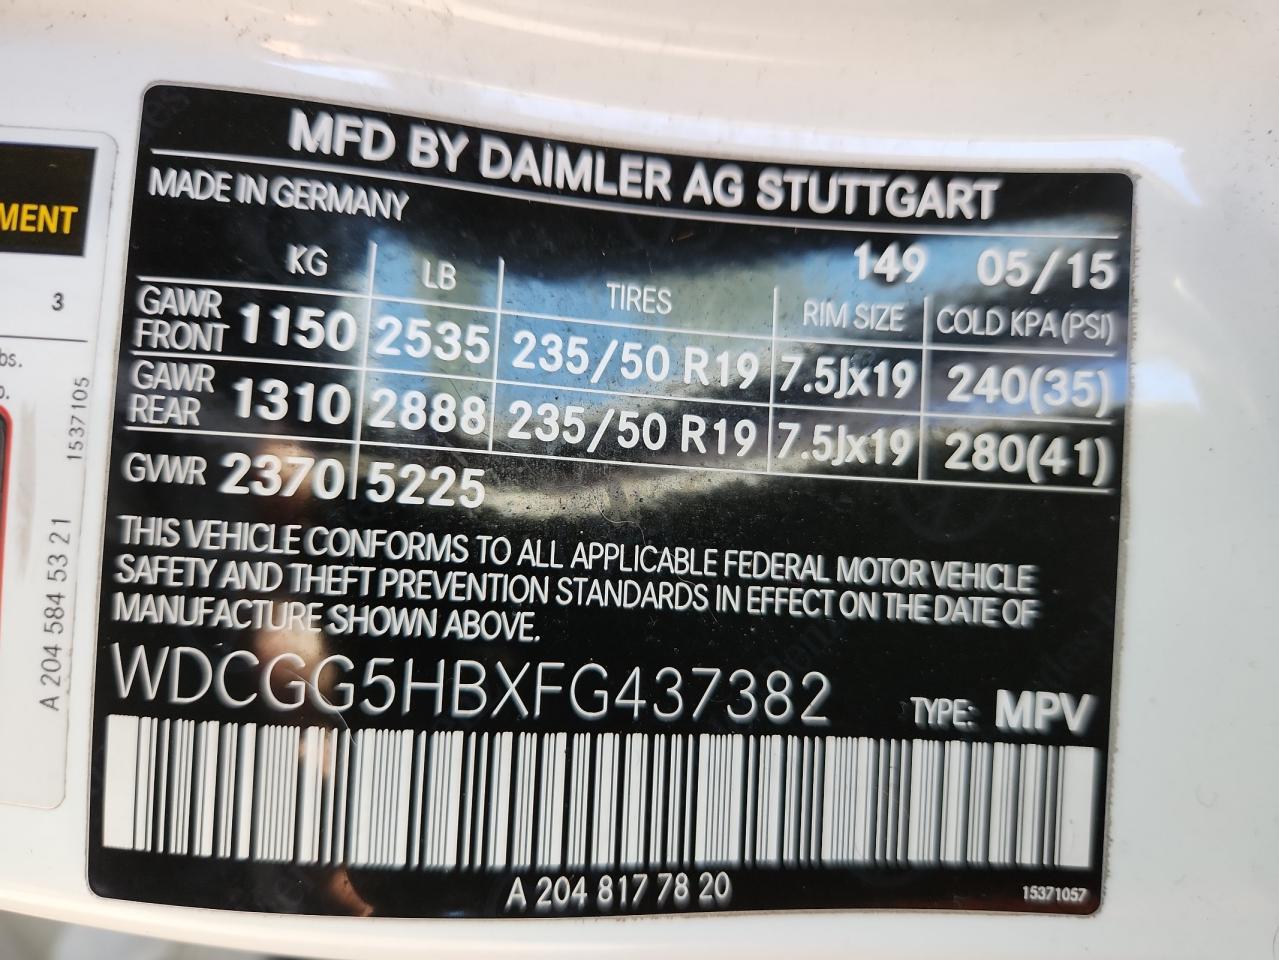 MFD BY DAIMLER AG STUTTGART
MADE IN GERMANY
149 05/15
KG LB TIRES RIM SIZE COLD KPA (PSI)
GAWR FRONT 1150 2535 235/50 R19 7.5Jx19 240(35)
GAWR REAR 1310 2888 235/50 R19 7.5Jx19 280(41)
GVWR 2370 5225
THIS VEHICLE CONFORMS TO ALL APPLICABLE FEDERAL MOTOR VEHICLE
SAFETY AND THEFT PREVENTION STANDARDS IN EFFECT ON THE DATE OF
MANUFACTURE SHOWN ABOVE.
WDCGG5HBXFG437382 TYPE: MPV
A 204 817 78 20
15371057
MENT
3
bs.
A 204 584 53 21 1537105